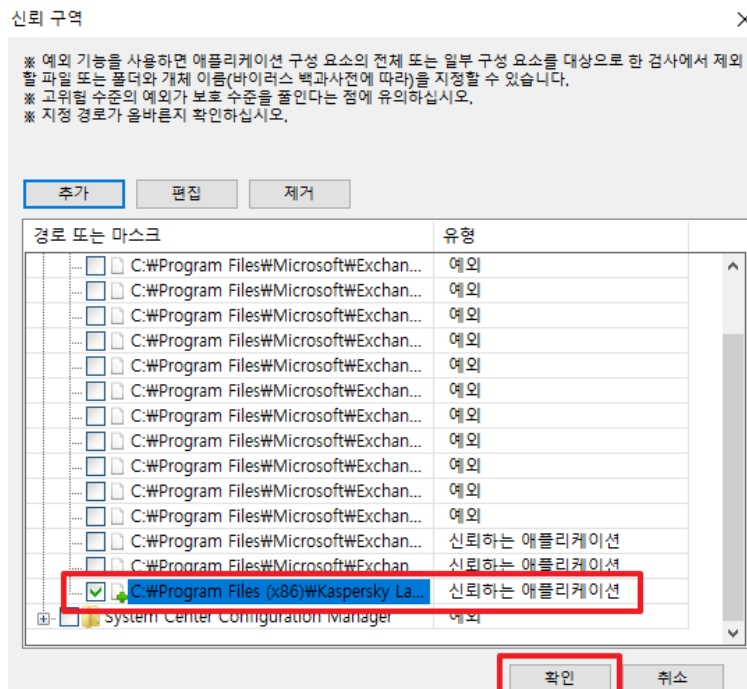 신뢰 구역
※ 예외 기능을 사용하면 애플리케이션 구성 요소의 전체 또는 일부 구성 요소를 대상으로 한 검사에서 제외
할 파일 또는 폴더와 개체 이름(바이러스 백과사전에 따라)을 지정할 수 있습니다.
※ 고위험 수준의 예외가 보호 수준을 풀인다는 점에 유의하십시오.
※ 지정 경로가 올바른지 확인하십시오.
추가 편집 제거
경로 또는 마스크 유형
C:₩Program Files₩Microsoft₩Exchan... 예외
C:₩Program Files₩Microsoft₩Exchan... 예외
C:₩Program Files₩Microsoft₩Exchan... 예외
C:₩Program Files₩Microsoft₩Exchan... 예외
C:₩Program Files₩Microsoft₩Exchan... 예외
C:₩Program Files₩Microsoft₩Exchan... 예외
C:₩Program Files₩Microsoft₩Exchan... 예외
C:₩Program Files₩Microsoft₩Exchan... 예외
C:₩Program Files₩Microsoft₩Exchan... 예외
C:₩Program Files₩Microsoft₩Exchan... 예외
C:₩Program Files₩Microsoft₩Exchan... 예외
C:₩Program Files₩Microsoft₩Exchan... 신뢰하는 애플리케이션
C:₩Program Files₩Microsoft₩Exchan... 신뢰하는 애플리케이션
C:₩Program Files (x86)₩Kaspersky La... 신뢰하는 애플리케이션
System Center Configuration Manager 예외
확인 취소